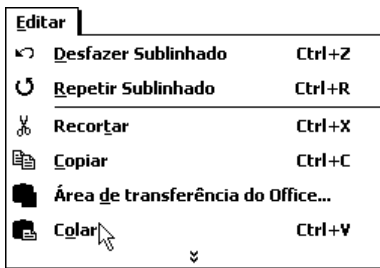 Editar
Desfazer Sublinhado Ctrl+Z
Repetir Sublinhado Ctrl+R
Recortar Ctrl+X
Copiar Ctrl+C
Área de transferência do Office...
Colar Ctrl+V